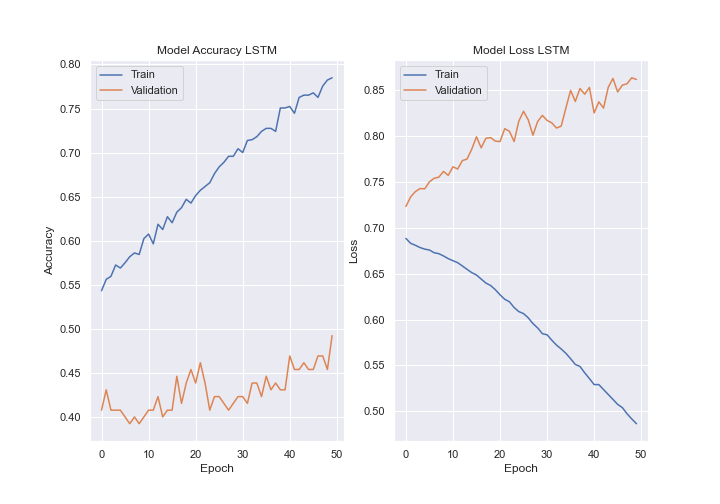 Model Accuracy LSTM
Train
Validation
0.80
0.75
0.70
0.65
0.60
0.55
0.50
0.45
0.40
Accuracy
0 10 20 30 40 50
Epoch
Model Loss LSTM
Train
Validation
0.85
0.80
0.75
0.70
0.65
0.60
0.55
0.50
Loss
0 10 20 30 40 50
Epoch